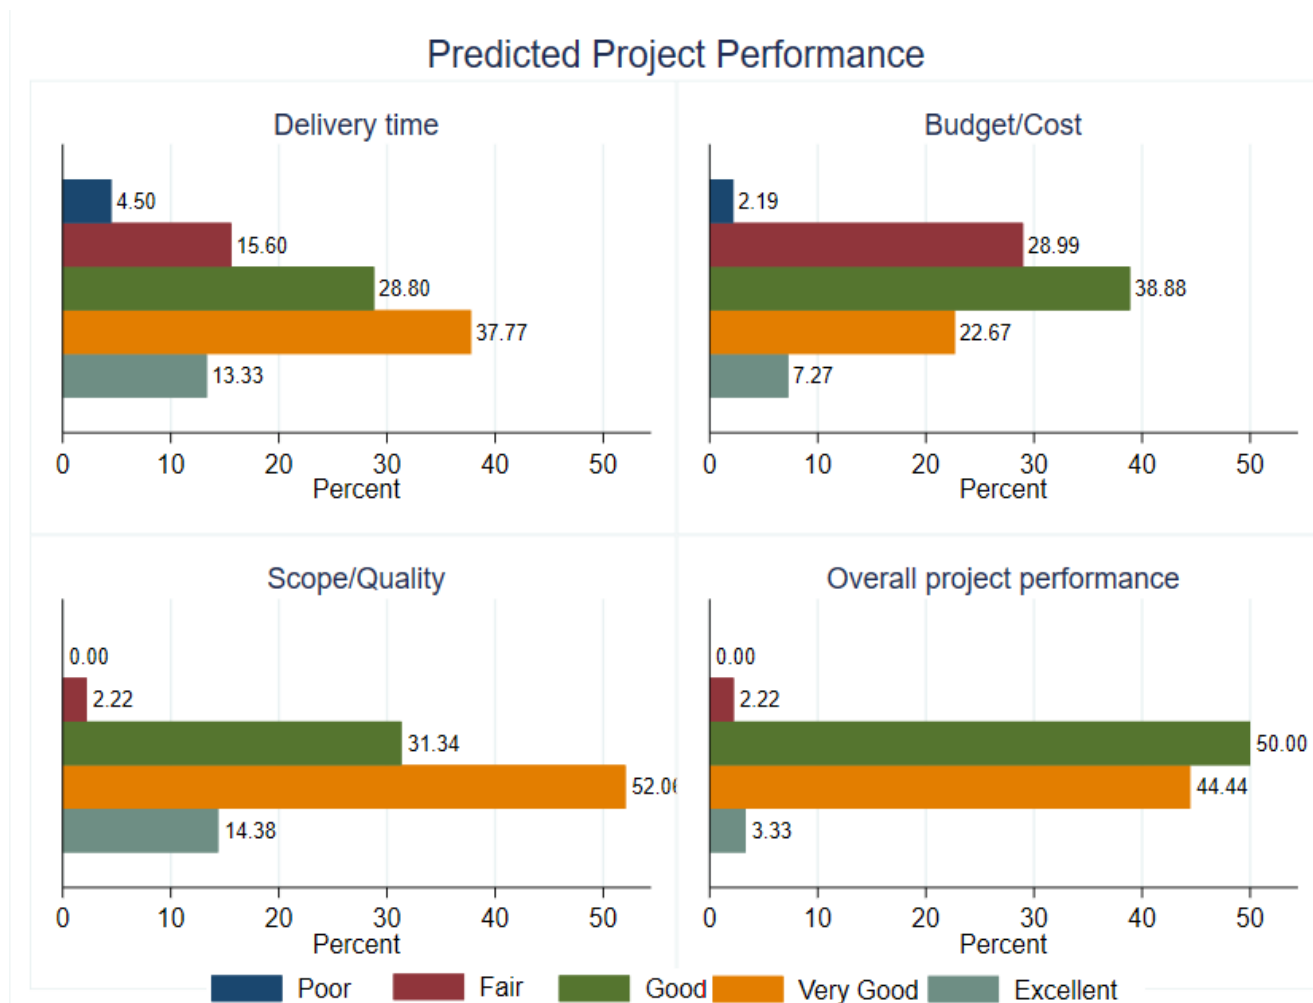 Predicted Project Performance
Delivery time
4.50
15.60
28.80
37.77
13.33
0 10 20 30 40 50
Percent
Budget/Cost
2.19
28.99
38.88
22.67
7.27
0 10 20 30 40 50
Percent
Scope/Quality
0.00
2.22
31.34
52.06
14.38
0 10 20 30 40 50
Percent
Overall project performance
0.00
2.22
50.00
44.44
3.33
0 10 20 30 40 50
Percent
Poor Fair Good Very Good Excellent